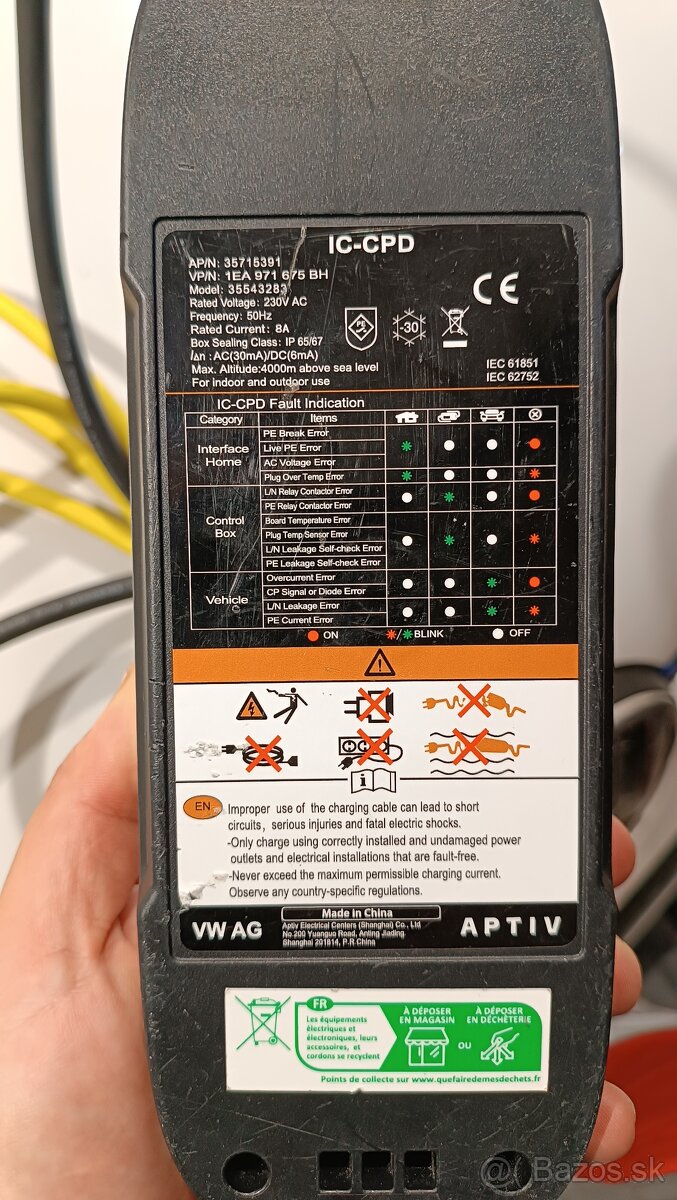 IC-CPD
AP/N: 35715391
VP/N: 1EA 971 675 BH
Model: 35543283
Rated Voltage: 230V AC
Frequency: 50Hz
Rated Current: 8A
Box Sealing Class: IP 65/67
I∆n : AC(30mA)/DC(6mA)
Max. Altitude:4000m above sea level
For indoor and outdoor use
CE
PE
-30
IEC 61851
IEC 62752
IC-CPD Fault Indication
Category Items
Interface Home
PE Break Error
Live PE Error
AC Voltage Error
Plug Over Temp Error
Control Box
L/N Relay Contactor Error
PE Relay Contactor Error
Board Temperature Error
Plug Temp Sensor Error
L/N Leakage Self-check Error
PE Leakage Self-check Error
Vehicle
Overcurrent Error
CP Signal or Diode Error
L/N Leakage Error
PE Current Error
ON / BLINK OFF
EN
Improper use of the charging cable can lead to short
circuits, serious injuries and fatal electric shocks.
-Only charge using correctly installed and undamaged power
outlets and electrical installations that are fault-free.
-Never exceed the maximum permissible charging current.
Observe any country-specific regulations.
VW AG
Made in China
Aptiv Electrical Centers (Shanghai) Co., Ltd
No.200 Yuanguo Road, Anting Jiading
Shanghai 201814, P.R.China
APTIV
FR
Les équipements
électriques et
électroniques, leurs
accessoires, et
cordons se recyclent
À DÉPOSER
EN MAGASIN
OU
À DÉPOSER
EN DÉCHÈTERIE
Points de collecte sur www.quefairedemesdechets.fr
Bazos.sk